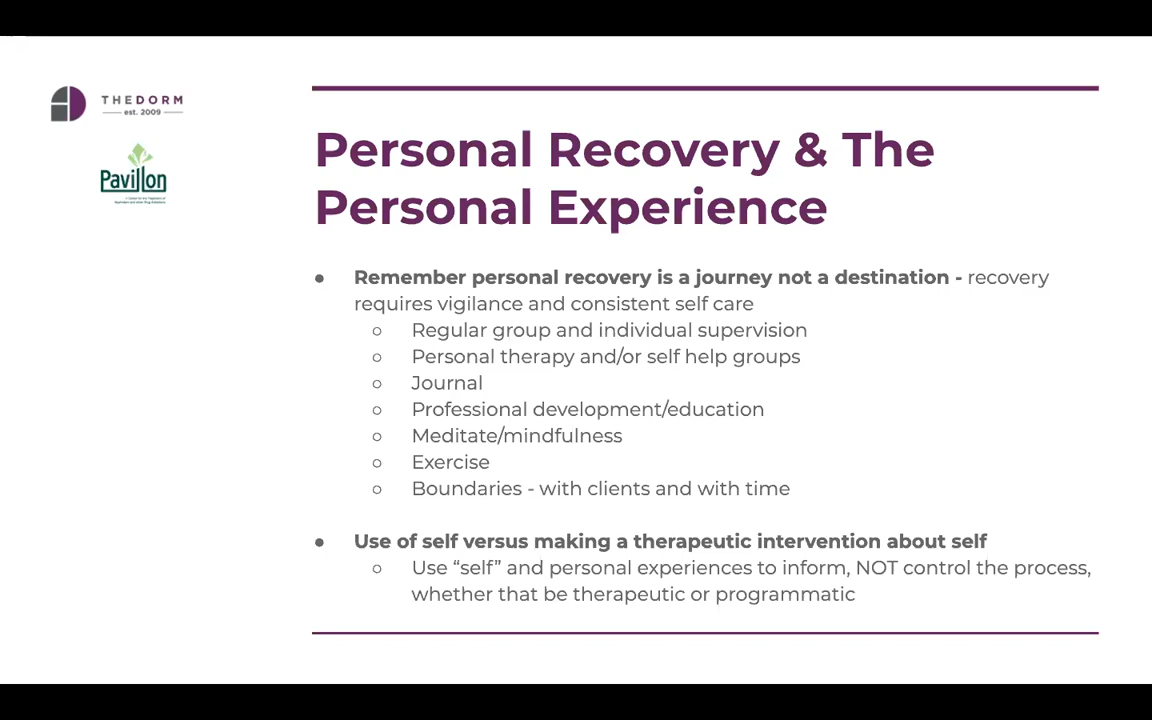 THEDORM
est. 2009
Pavillon
Personal Recovery & The
Personal Experience
● Remember personal recovery is a journey not a destination - recovery
requires vigilance and consistent self care
○ Regular group and individual supervision
○ Personal therapy and/or self help groups
○ Journal
○ Professional development/education
○ Meditate/mindfulness
○ Exercise
○ Boundaries - with clients and with time
● Use of self versus making a therapeutic intervention about self
○ Use “self” and personal experiences to inform, NOT control the process,
whether that be therapeutic or programmatic